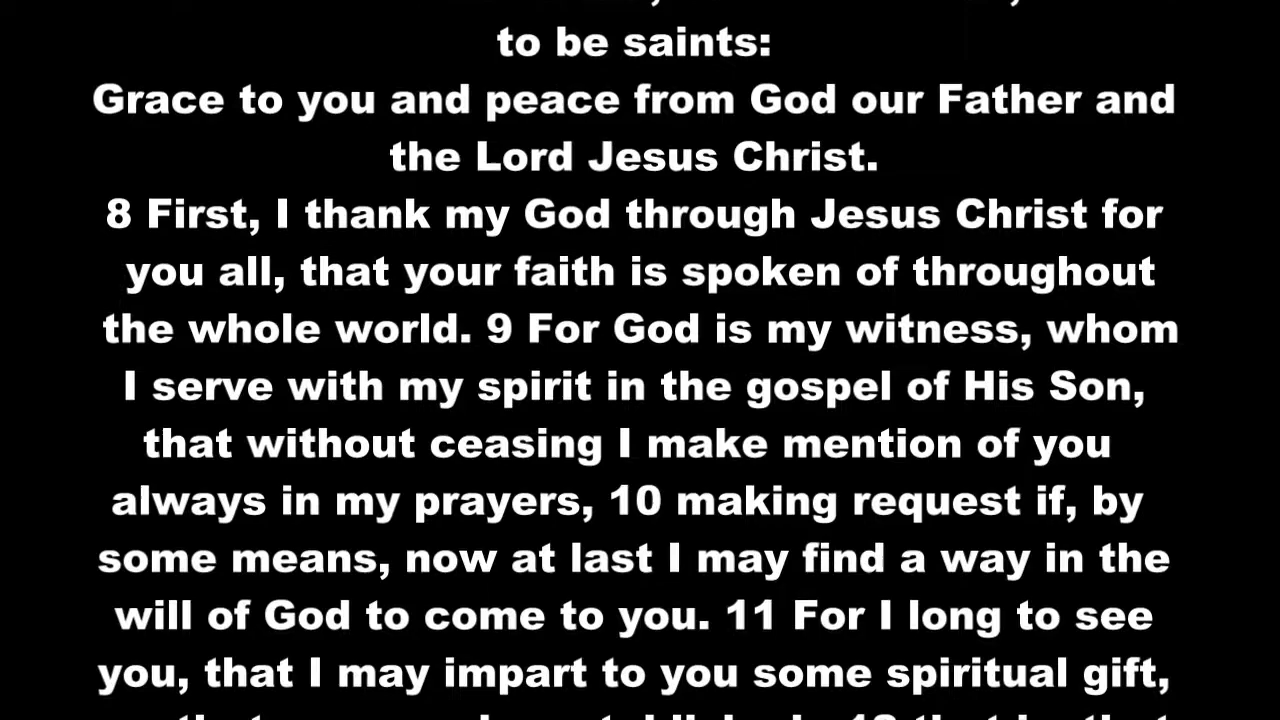 to be saints:
Grace to you and peace from God our Father and
the Lord Jesus Christ.
8 First, I thank my God through Jesus Christ for
you all, that your faith is spoken of throughout
the whole world. 9 For God is my witness, whom
I serve with my spirit in the gospel of His Son,
that without ceasing I make mention of you
always in my prayers, 10 making request if, by
some means, now at last I may find a way in the
will of God to come to you. 11 For I long to see
you, that I may impart to you some spiritual gift,